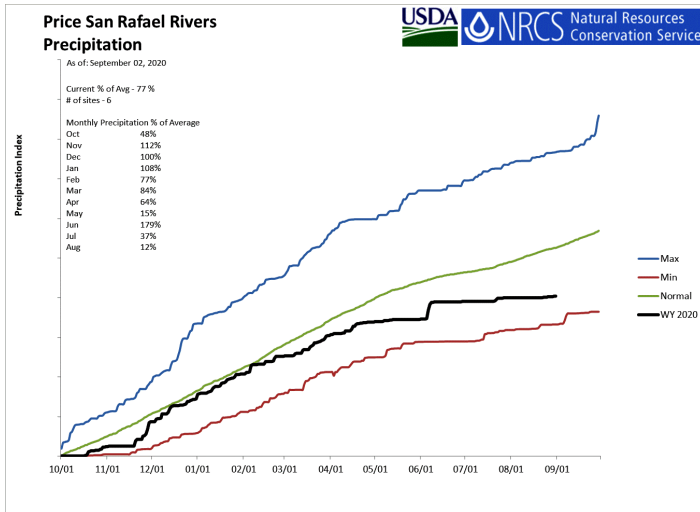 Price San Rafael Rivers
Precipitation
USDA
NRCS
Natural Resources
Conservation Service
As of: September 02, 2020
Current % of Avg - 77 %
# of sites - 6
Monthly Precipitation % of Average
Oct 48%
Nov 112%
Dec 100%
Jan 108%
Feb 77%
Mar 84%
Apr 64%
May 15%
Jun 179%
Jul 37%
Aug 12%
Precipitation Index
Max
Min
Normal
WY 2020
10/01 11/01 12/01 01/01 02/01 03/01 04/01 05/01 06/01 07/01 08/01 09/01